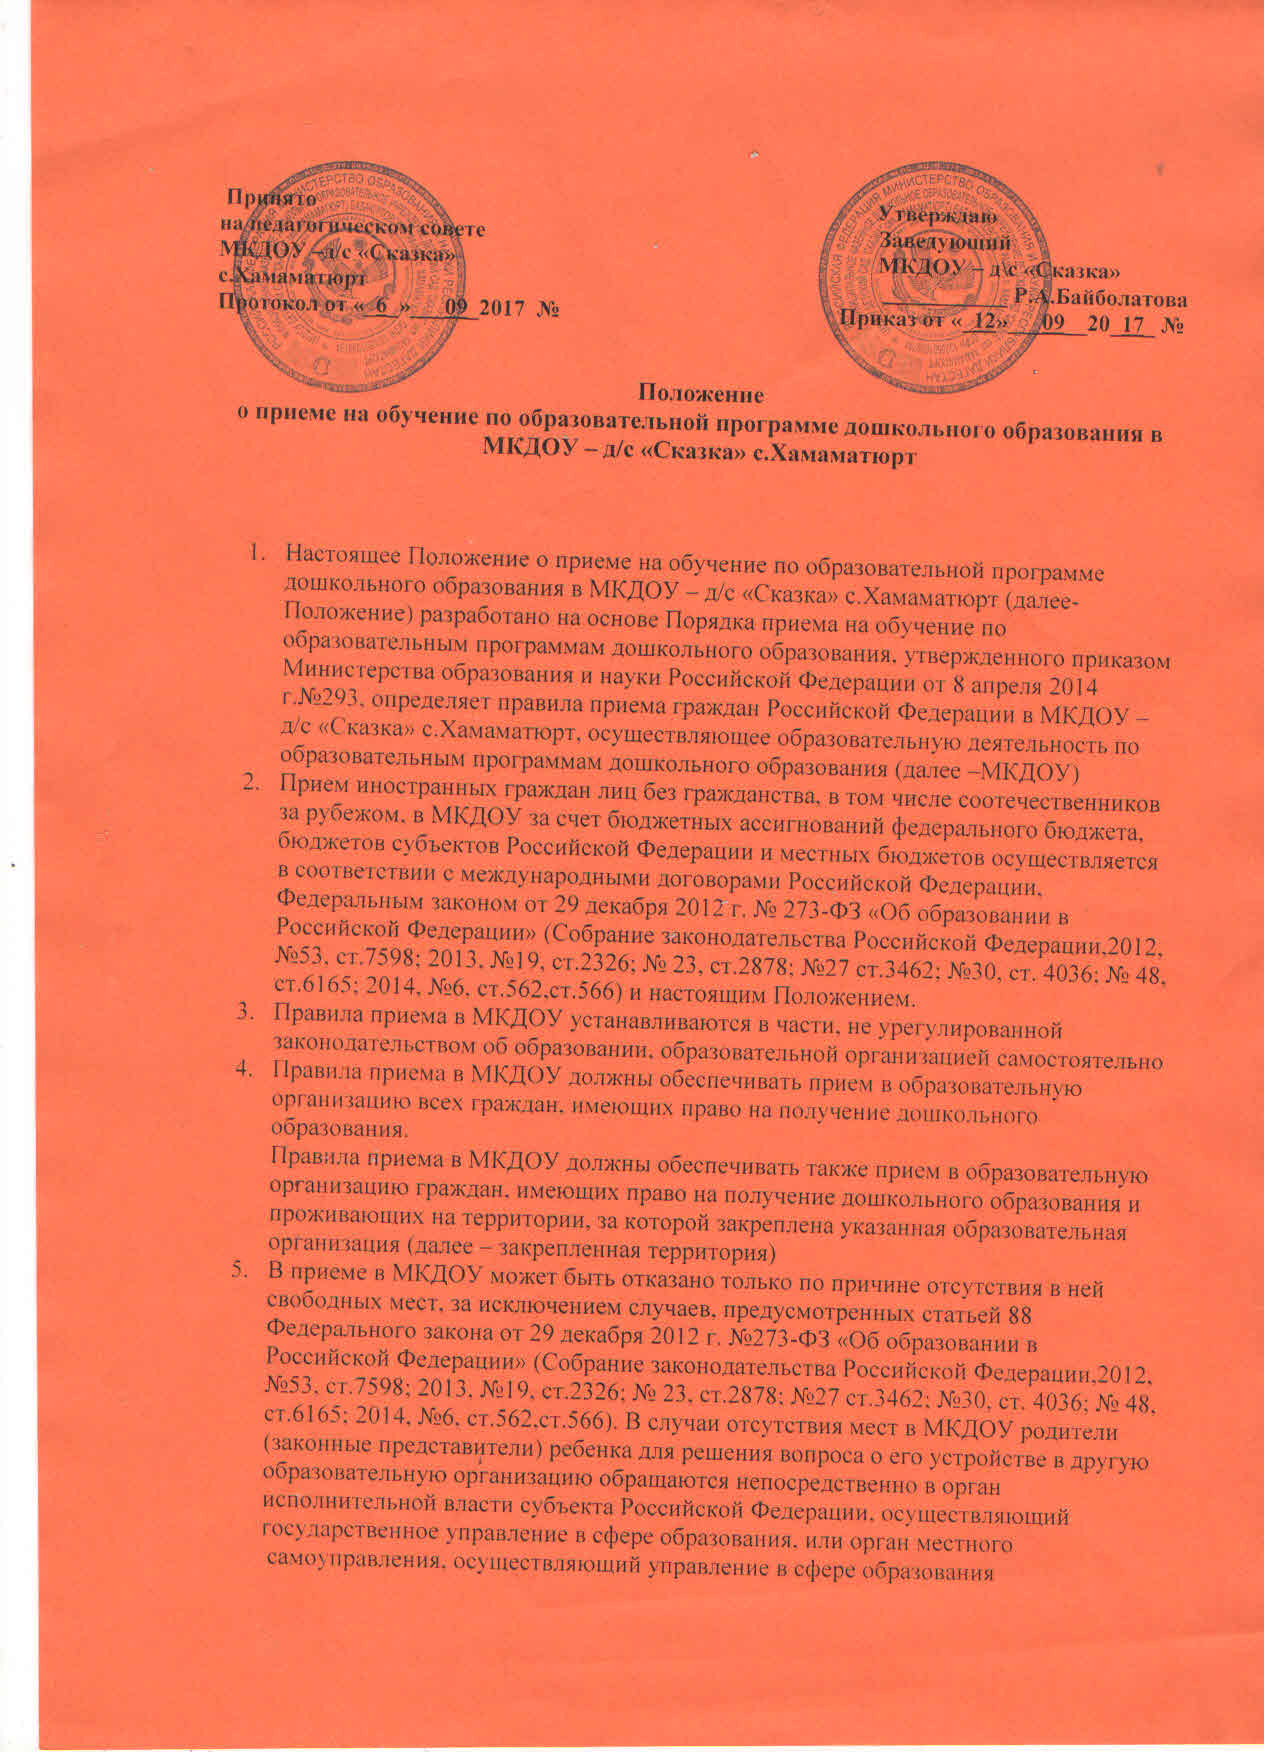 Принято
на педагогическом совете
МКДОУ –д/с «Сказка»
с.Хамаматюрт
Протокол от « 6 » 09 2017 №
Утверждаю
Заведующий
МКДОУ – д\с «Сказка»
Р.А.Байболатова
Приказ от « 12» 09 20 17 №
Положение
о приеме на обучение по образовательной программе дошкольного образования в
МКДОУ – д/с «Сказка» с.Хамаматюрт
1. Настоящее Положение о приеме на обучение по образовательной программе
дошкольного образования в МКДОУ – д/с «Сказка» с.Хамаматюрт (далее-
Положение) разработано на основе Порядка приема на обучение по
образовательным программам дошкольного образования, утвержденного приказом
Министерства образования и науки Российской Федерации от 8 апреля 2014
г.№293, определяет правила приема граждан Российской Федерации в МКДОУ –
д/с «Сказка» с.Хамаматюрт, осуществляющее образовательную деятельность по
образовательным программам дошкольного образования (далее –МКДОУ)
2. Прием иностранных граждан лиц без гражданства, в том числе соотечественников
за рубежом, в МКДОУ за счет бюджетных ассигнований федерального бюджета,
бюджетов субъектов Российской Федерации и местных бюджетов осуществляется
в соответствии с международными договорами Российской Федерации,
Федеральным законом от 29 декабря 2012 г. № 273-ФЗ «Об образовании в
Российской Федерации» (Собрание законодательства Российской Федерации,2012,
№53, ст.7598; 2013, №19, ст.2326; № 23, ст.2878; №27 ст.3462; №30, ст. 4036; № 48,
ст.6165; 2014, №6, ст.562,ст.566) и настоящим Положением.
3. Правила приема в МКДОУ устанавливаются в части, не урегулированной
законодательством об образовании, образовательной организацией самостоятельно
4. Правила приема в МКДОУ должны обеспечивать прием в образовательную
организацию всех граждан, имеющих право на получение дошкольного
образования.
Правила приема в МКДОУ должны обеспечивать также прием в образовательную
организацию граждан, имеющих право на получение дошкольного образования и
проживающих на территории, за которой закреплена указанная образовательная
организация (далее – закрепленная территория)
5. В приеме в МКДОУ может быть отказано только по причине отсутствия в ней
свободных мест, за исключением случаев, предусмотренных статьей 88
Федерального закона от 29 декабря 2012 г. №273-ФЗ «Об образовании в
Российской Федерации» (Собрание законодательства Российской Федерации,2012,
№53, ст.7598; 2013, №19, ст.2326; № 23, ст.2878; №27 ст.3462; №30, ст. 4036; № 48,
ст.6165; 2014, №6, ст.562,ст.566). В случаи отсутствия мест в МКДОУ родители
(законные представители) ребенка для решения вопроса о его устройстве в другую
образовательную организацию обращаются непосредственно в орган
исполнительной власти субъекта Российской Федерации, осуществляющий
государственное управление в сфере образования, или орган местного
самоуправления, осуществляющий управление в сфере образования